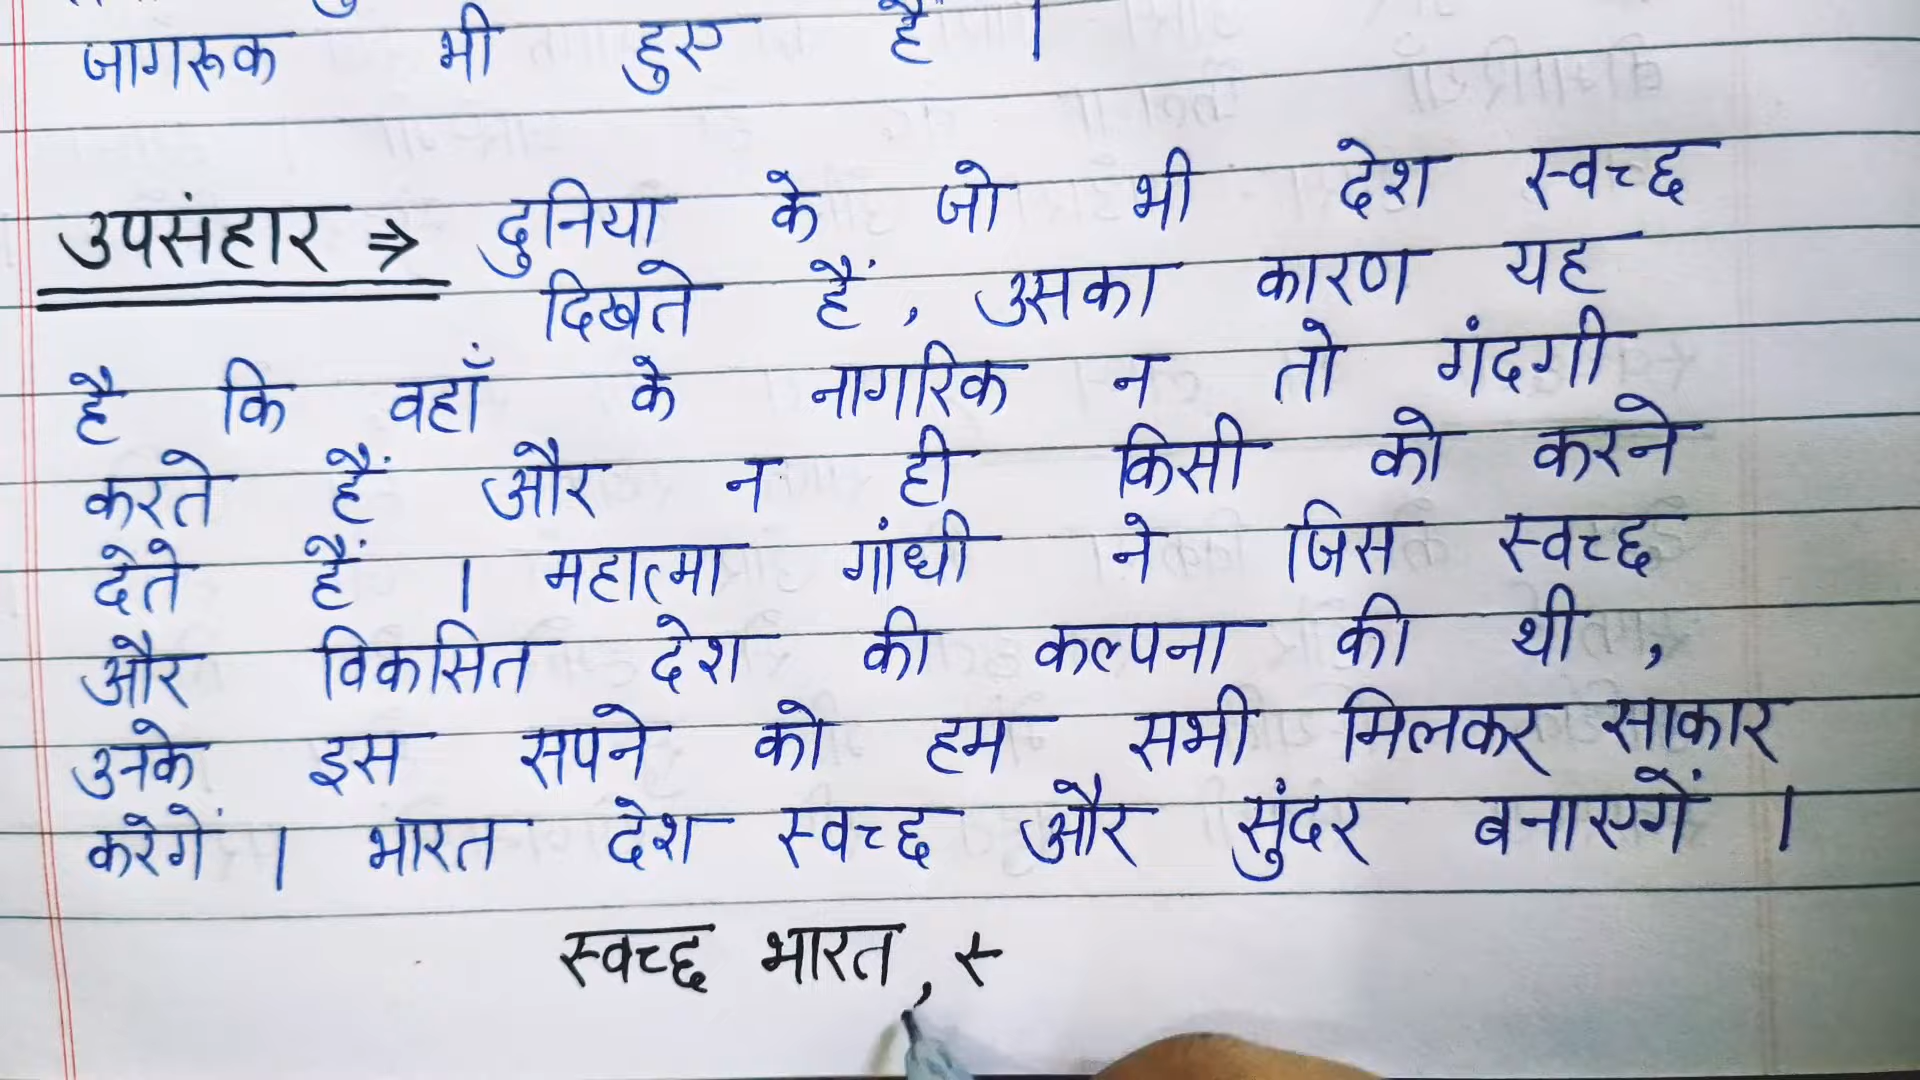 जागरूक भी हुए हैं ।
उपसंहार ⇒ दुनिया के जो भी देश स्वच्छ
दिखते हैं, उसका कारण यह
है कि वहाँ के नागरिक न तो गंदगी
करते हैं और न ही किसी को करने
देते हैं । महात्मा गांधी ने जिस स्वच्छ
और विकसित देश की कल्पना की थी,
उनके इस सपने को हम सभी मिलकर साकार
करेगें । भारत देश स्वच्छ और सुंदर बनाएगें ।
स्वच्छ भारत, स्